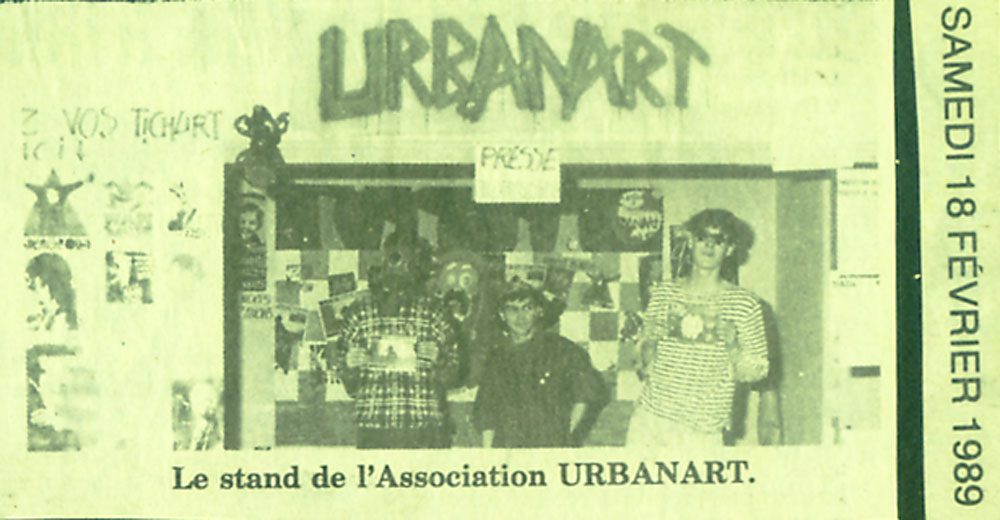 URBANART
VOS TICHART
ICI
PRESSE
Le stand de l'Association URBANART.
SAMEDI 18 FÉVRIER 1989